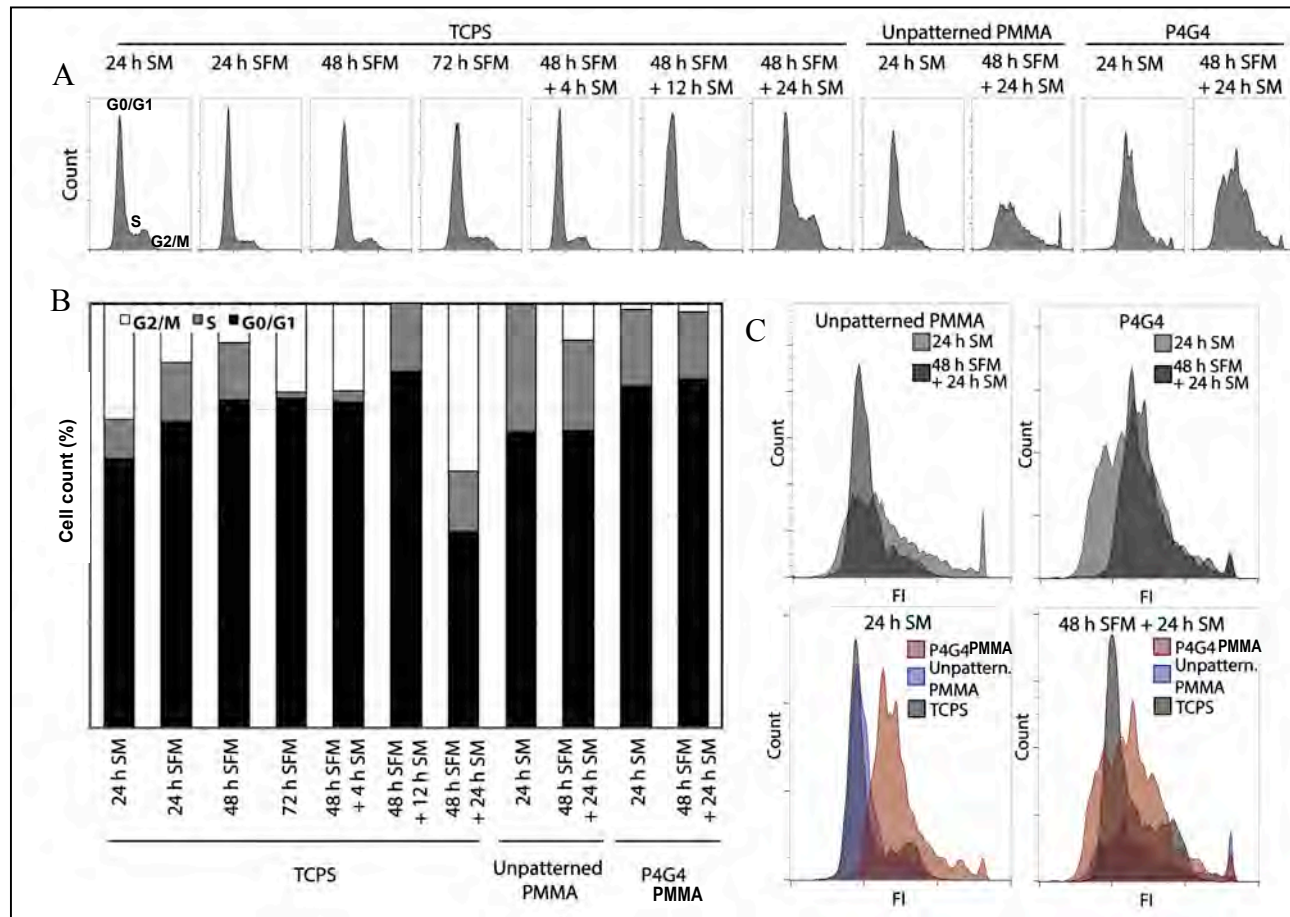 TCPS
Unpatterned PMMA
P4G4
A
24 h SM
24 h SFM
48 h SFM
72 h SFM
48 h SFM
+ 4 h SM
48 h SFM
+ 12 h SM
48 h SFM
+ 24 h SM
24 h SM
48 h SFM
+ 24 h SM
24 h SM
48 h SFM
+ 24 h SM
Count
G0/G1
S
G2/M
B
G2/M S G0/G1
Cell count (%)
24 h SM
24 h SFM
48 h SFM
72 h SFM
48 h SFM
+ 4 h SM
48 h SFM
+ 12 h SM
48 h SFM
+ 24 h SM
24 h SM
48 h SFM
+ 24 h SM
24 h SM
48 h SFM
+ 24 h SM
TCPS
Unpatterned
PMMA
P4G4
PMMA
C
Unpatterned PMMA
24 h SM
48 h SFM
+ 24 h SM
Count
FI
P4G4
24 h SM
48 h SFM
+ 24 h SM
Count
FI
24 h SM
P4G4 PMMA
Unpattern.
PMMA
TCPS
Count
FI
48 h SFM + 24 h SM
P4G4 PMMA
Unpattern.
PMMA
TCPS
Count
FI